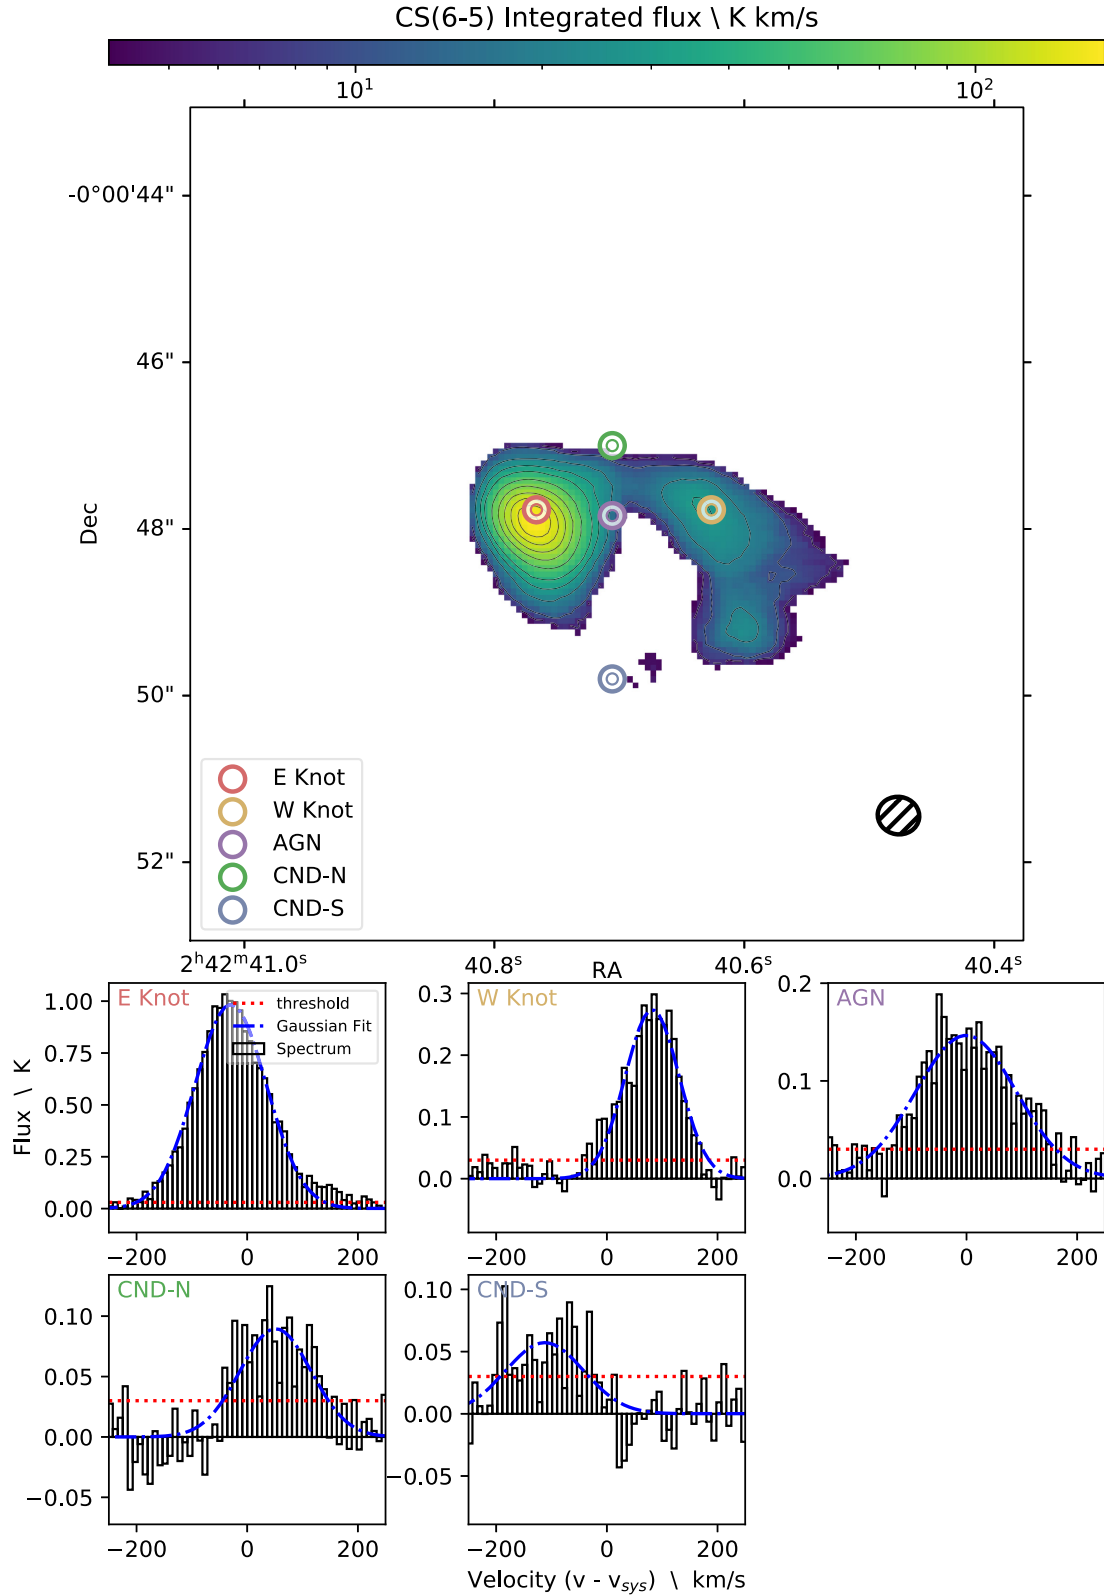 CS(6-5) Integrated flux \ K km/s
10¹ 10²
-0°00'44"
46"
48"
50"
52"
Dec
E Knot
W Knot
AGN
CND-N
CND-S
2ʰ42ᵐ41.0ˢ 40.8ˢ 40.6ˢ 40.4ˢ
RA
E Knot
threshold
Gaussian Fit
Spectrum
1.00
0.75
0.50
0.25
0.00
Flux \ K
−200 0 200
W Knot
0.3
0.2
0.1
0.0
−200 0 200
AGN
0.2
0.1
0.0
−200 0 200
CND-N
0.10
0.05
0.00
−0.05
−200 0 200
CND-S
0.10
0.05
0.00
−0.05
−200 0 200
Velocity (v - v_sys) \ km/s